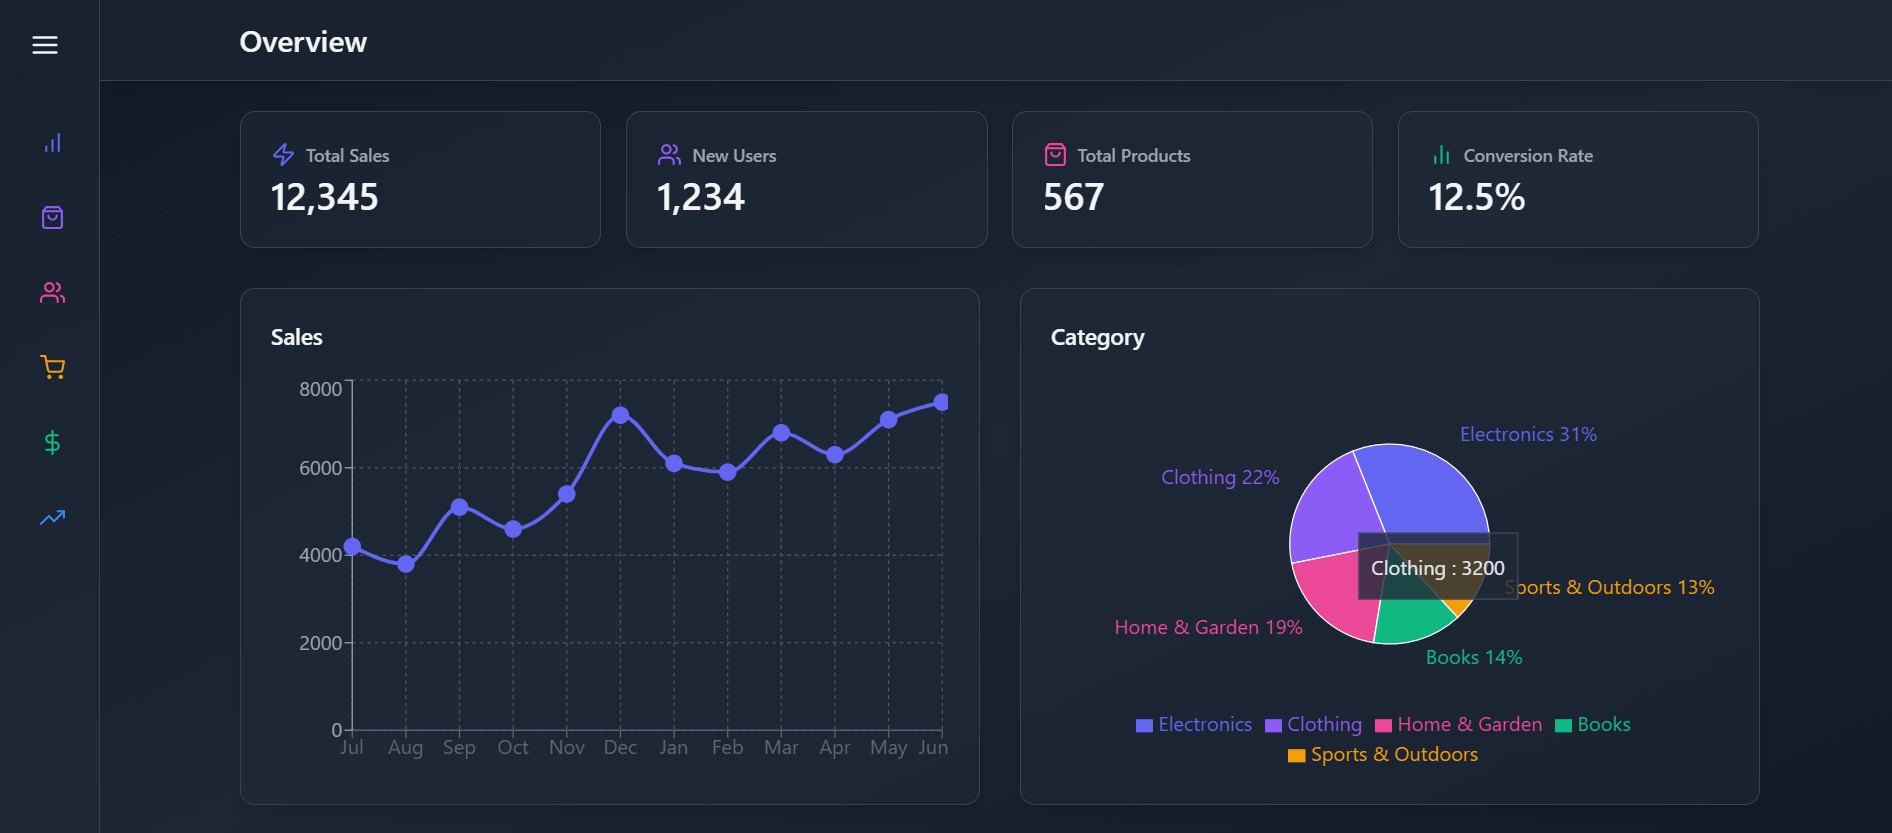 Overview
Total Sales
12,345
New Users
1,234
Total Products
567
Conversion Rate
12.5%
Sales
8000
6000
4000
2000
0
Jul Aug Sep Oct Nov Dec Jan Feb Mar Apr May Jun
Category
Electronics 31%
Clothing 22%
Clothing : 3200
Sports & Outdoors 13%
Home & Garden 19%
Books 14%
Electronics Clothing Home & Garden Books
Sports & Outdoors